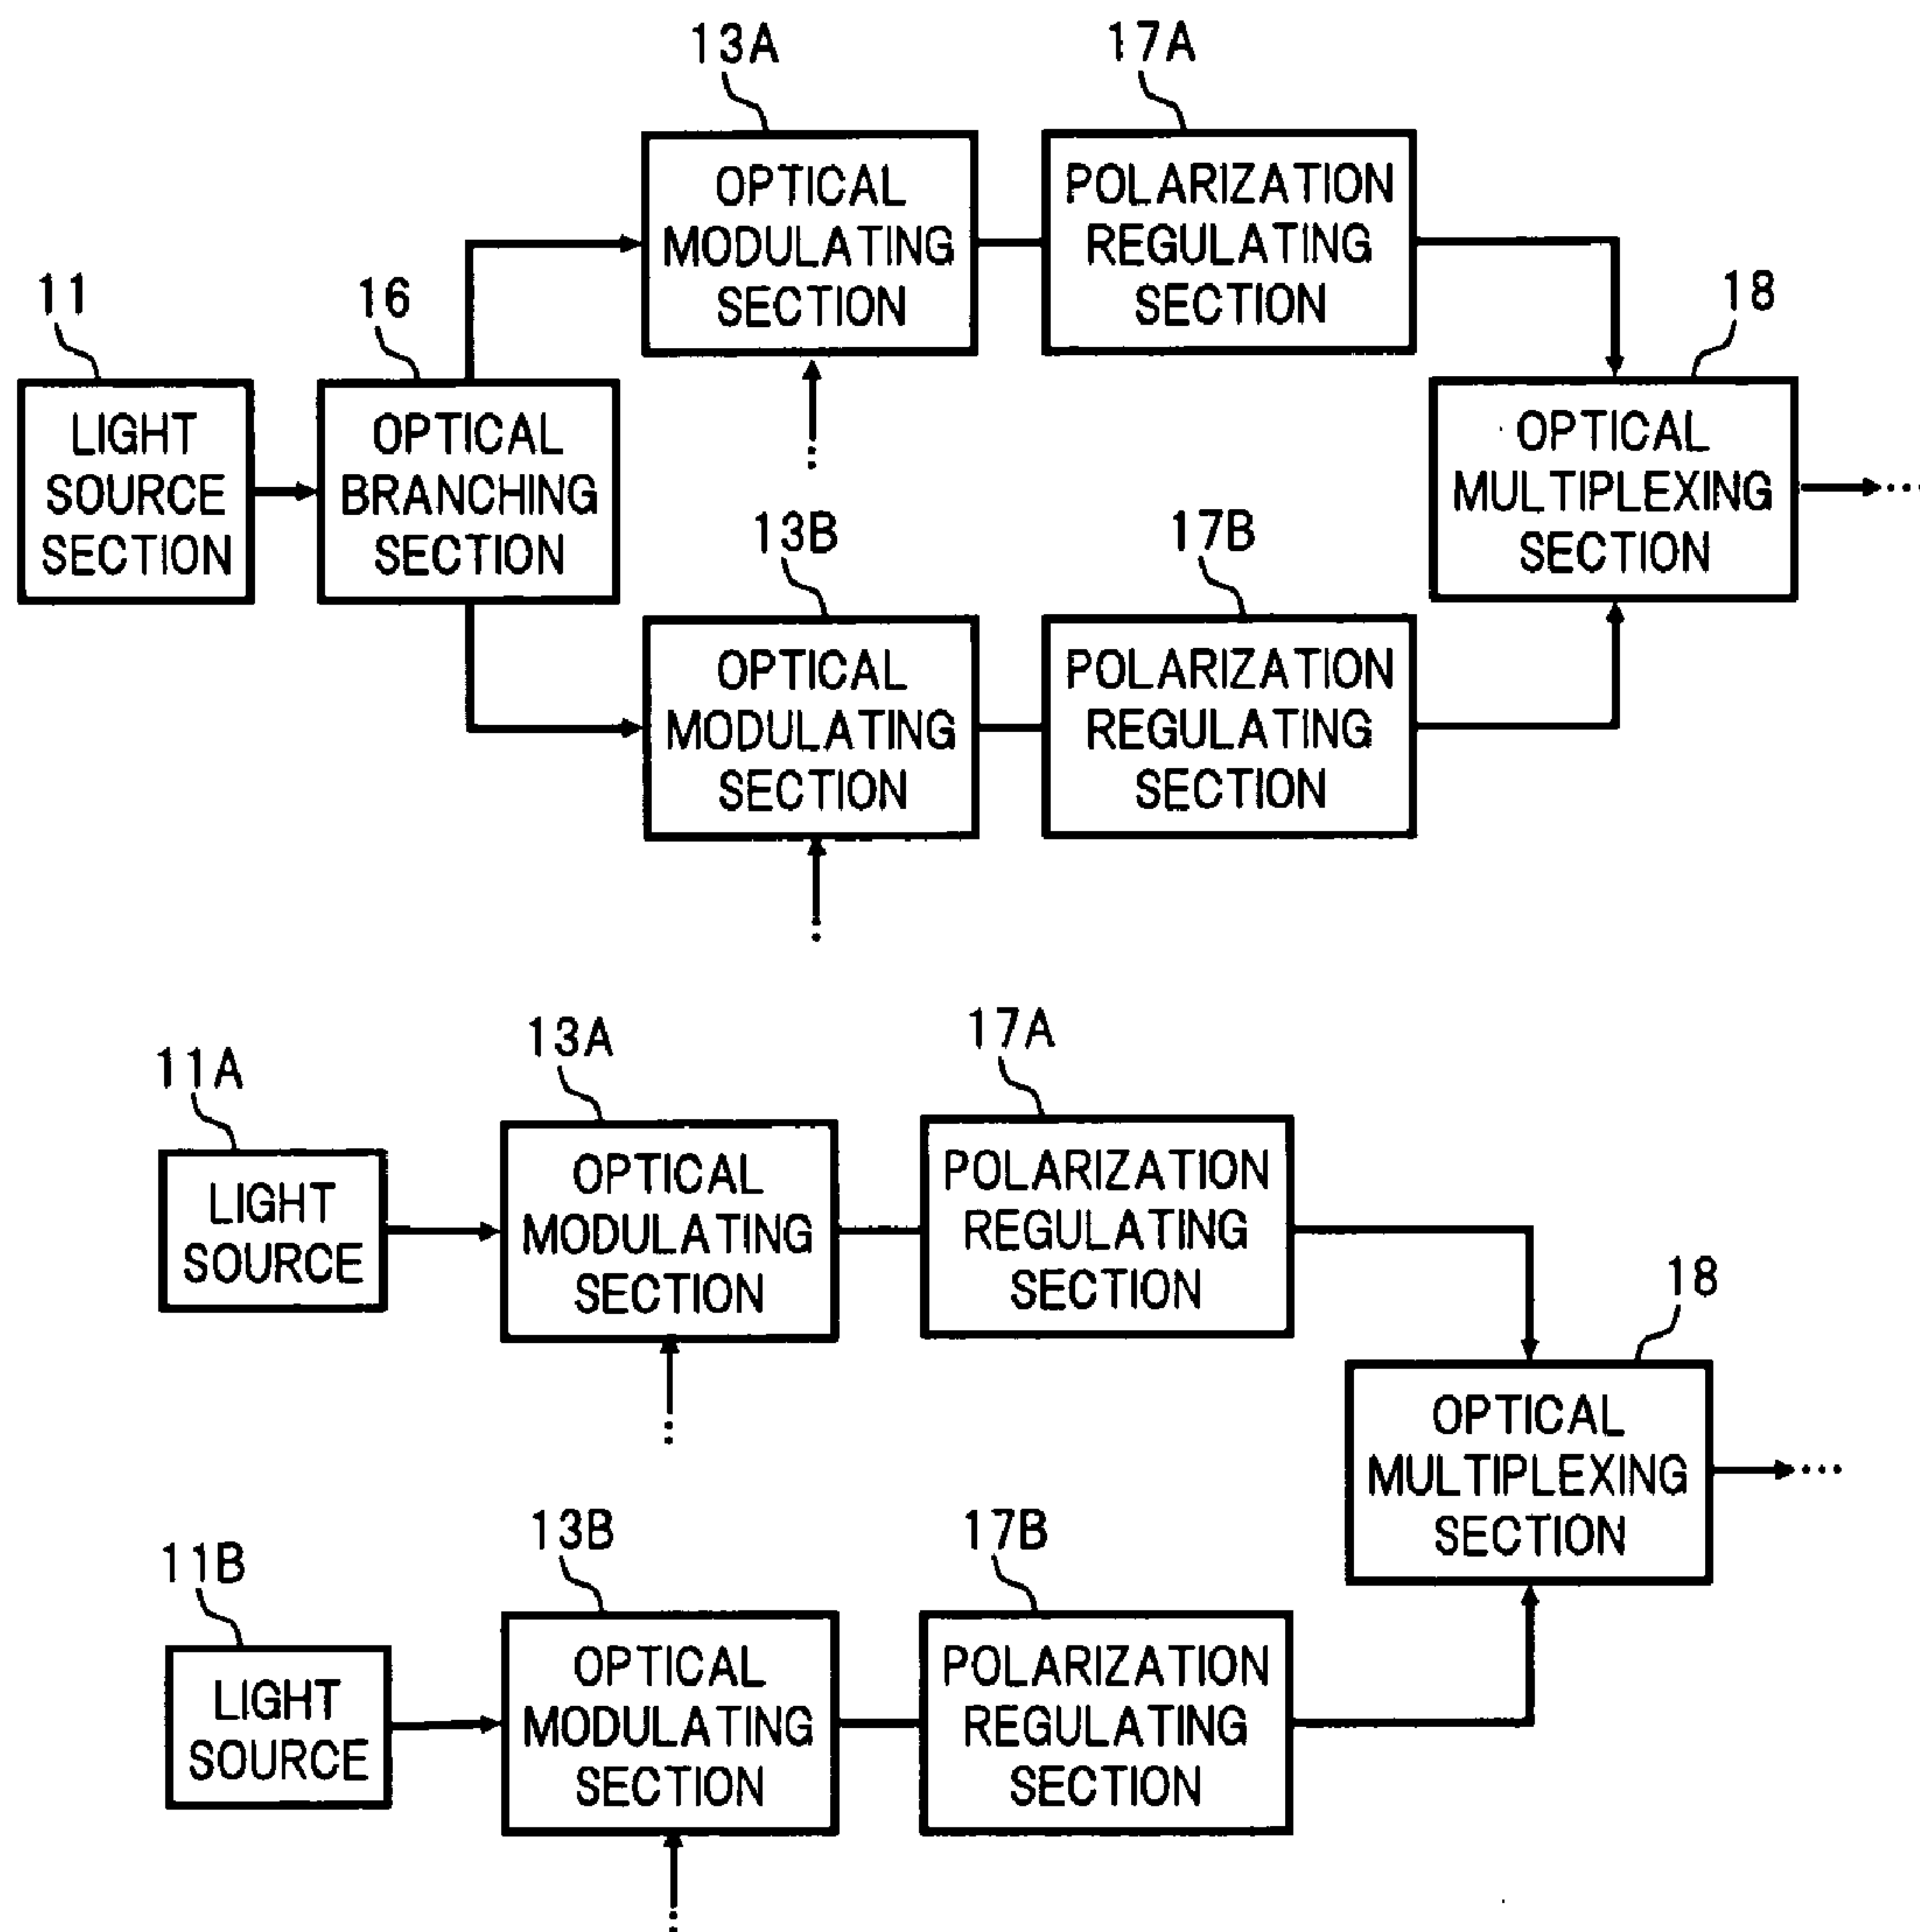 13A
17A
OPTICAL
MODULATING
SECTION
POLARIZATION
REGULATING
SECTION
11
16
18
LIGHT
SOURCE
SECTION
OPTICAL
BRANCHING
SECTION
OPTICAL
MULTIPLEXING
SECTION
13B
17B
OPTICAL
MODULATING
SECTION
POLARIZATION
REGULATING
SECTION
11A
13A
17A
LIGHT
SOURCE
OPTICAL
MODULATING
SECTION
POLARIZATION
REGULATING
SECTION
18
OPTICAL
MULTIPLEXING
SECTION
11B
13B
17B
LIGHT
SOURCE
OPTICAL
MODULATING
SECTION
POLARIZATION
REGULATING
SECTION